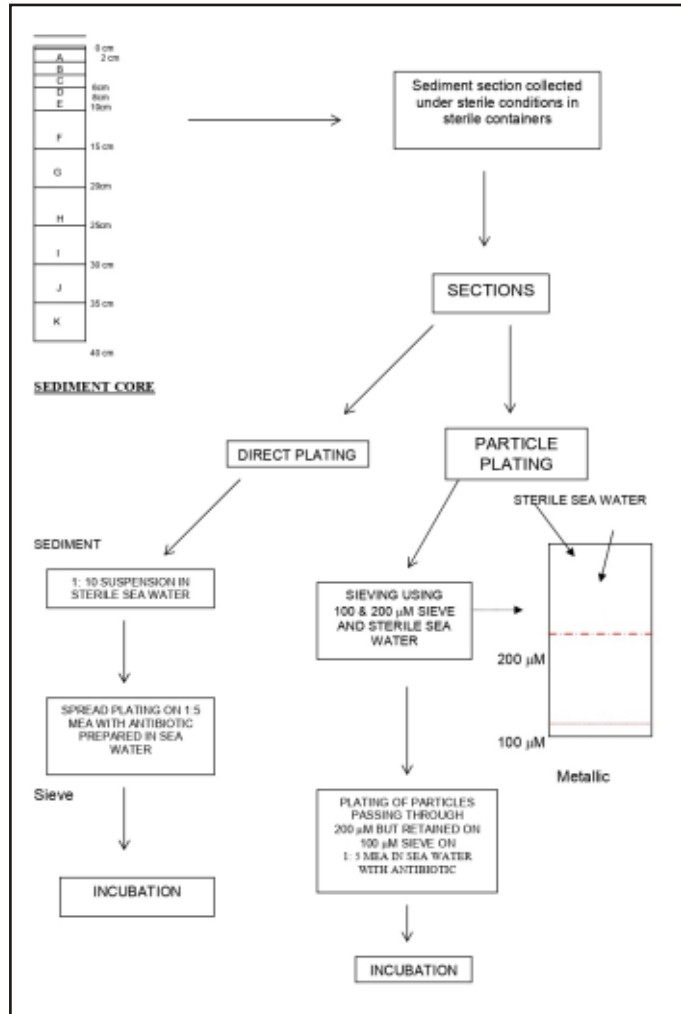 0 cm
A
2 cm
B
C
D
6cm
8cm
E
10cm
F
15 cm
G
20cm
H
25cm
I
30 cm
J
35 cm
K
40 cm
SEDIMENT CORE
Sediment section collected
under sterile conditions in
sterile containers
SECTIONS
DIRECT PLATING
PARTICLE
PLATING
STERILE SEA WATER
SEDIMENT
1: 10 SUSPENSION IN
STERILE SEA WATER
SIEVING USING
100 & 200 µM SIEVE
AND STERILE SEA
WATER
200 µM
100 µM
Metallic
SPREAD PLATING ON 1:5
MEA WITH ANTIBIOTIC
PREPARED IN SEA
WATER
Sieve
PLATING OF PARTICLES
PASSING THROUGH
200 µM BUT RETAINED ON
100 µM SIEVE ON
1: 5 MEA IN SEA WATER
WITH ANTIBIOTIC
INCUBATION
INCUBATION